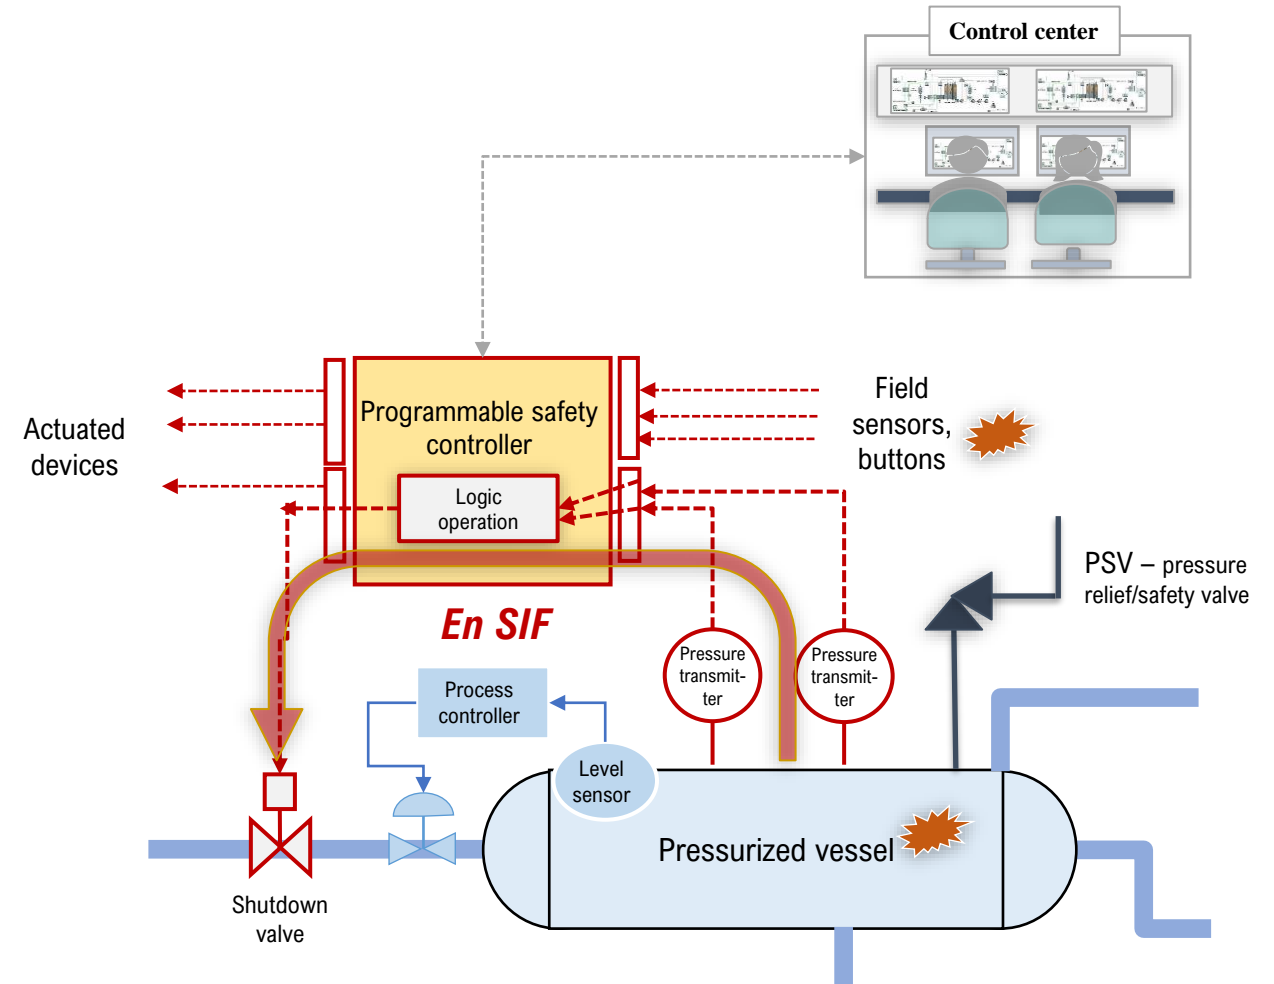 Control center
Programmable safety
controller
Field
sensors,
buttons
Actuated
devices
Logic
operation
PSV – pressure
relief/safety valve
En SIF
Pressure
transmit-
ter
Pressure
transmit-
ter
Process
controller
Level
sensor
Pressurized vessel
Shutdown
valve